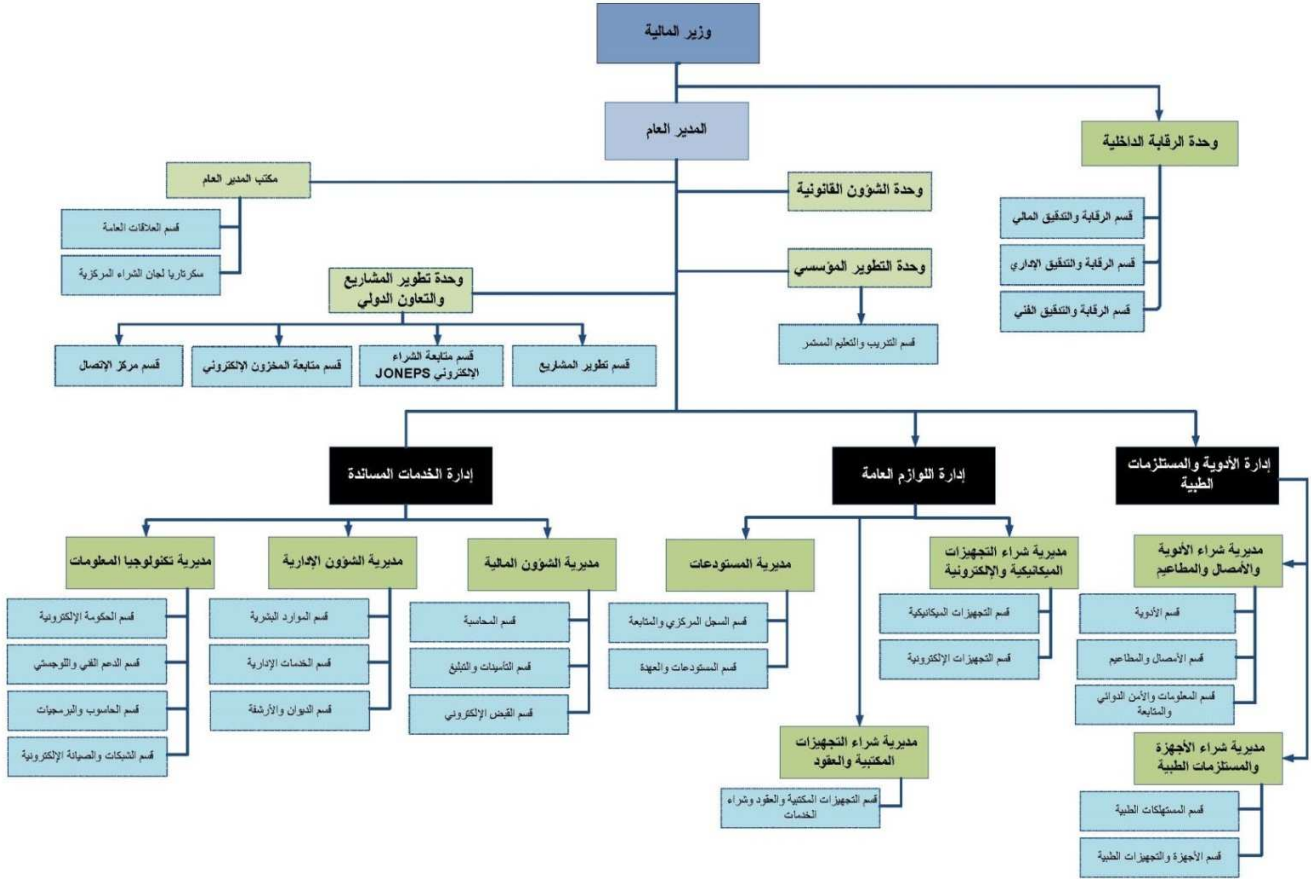 وزير المالية
المدير العام
وحدة الرقابة الداخلية
قسم الرقابة والتدقيق المالي
قسم الرقابة والتدقيق الإداري
قسم الرقابة والتدقيق الفني
وحدة الشؤون القانونية
مكتب المدير العام
قسم العلاقات العامة
سكرتاريا لجان الشراء المركزية
وحدة التطوير المؤسسي
قسم التدريب والتعليم المستمر
وحدة تطوير المشاريع
والتعاون الدولي
قسم تطوير المشاريع
قسم متابعة الشراء
الإلكتروني JONEPS
قسم متابعة المخزون الإلكتروني
قسم مركز الإتصال
إدارة الأدوية والمستلزمات
الطبية
مديرية شراء الأدوية
والأمصال والمطاعيم
قسم الأدوية
قسم الأمصال والمطاعيم
قسم المعلومات والأمن الدوائي
والمتابعة
مديرية شراء الأجهزة
والمستلزمات الطبية
قسم المستهلكات الطبية
قسم الأجهزة والتجهيزات الطبية
إدارة اللوازم العامة
مديرية شراء التجهيزات
الميكانيكية والإلكترونية
قسم التجهيزات الميكانيكية
قسم التجهيزات الإلكترونية
مديرية شراء التجهيزات
المكتبية والعقود
قسم التجهيزات المكتبية والعقود وشراء
الخدمات
مديرية المستودعات
قسم السجل المركزي والمتابعة
قسم المستودعات والعهدة
إدارة الخدمات المساندة
مديرية الشؤون المالية
قسم المحاسبة
قسم التأمينات والتبليغ
قسم القبض الإلكتروني
مديرية الشؤون الإدارية
قسم الموارد البشرية
قسم الخدمات الإدارية
قسم الديوان والأرشفة
مديرية تكنولوجيا المعلومات
قسم الحكومة الإلكترونية
قسم الدعم الفني واللوجستي
قسم الحاسوب والبرمجيات
قسم الشبكات والصيانة الإلكترونية